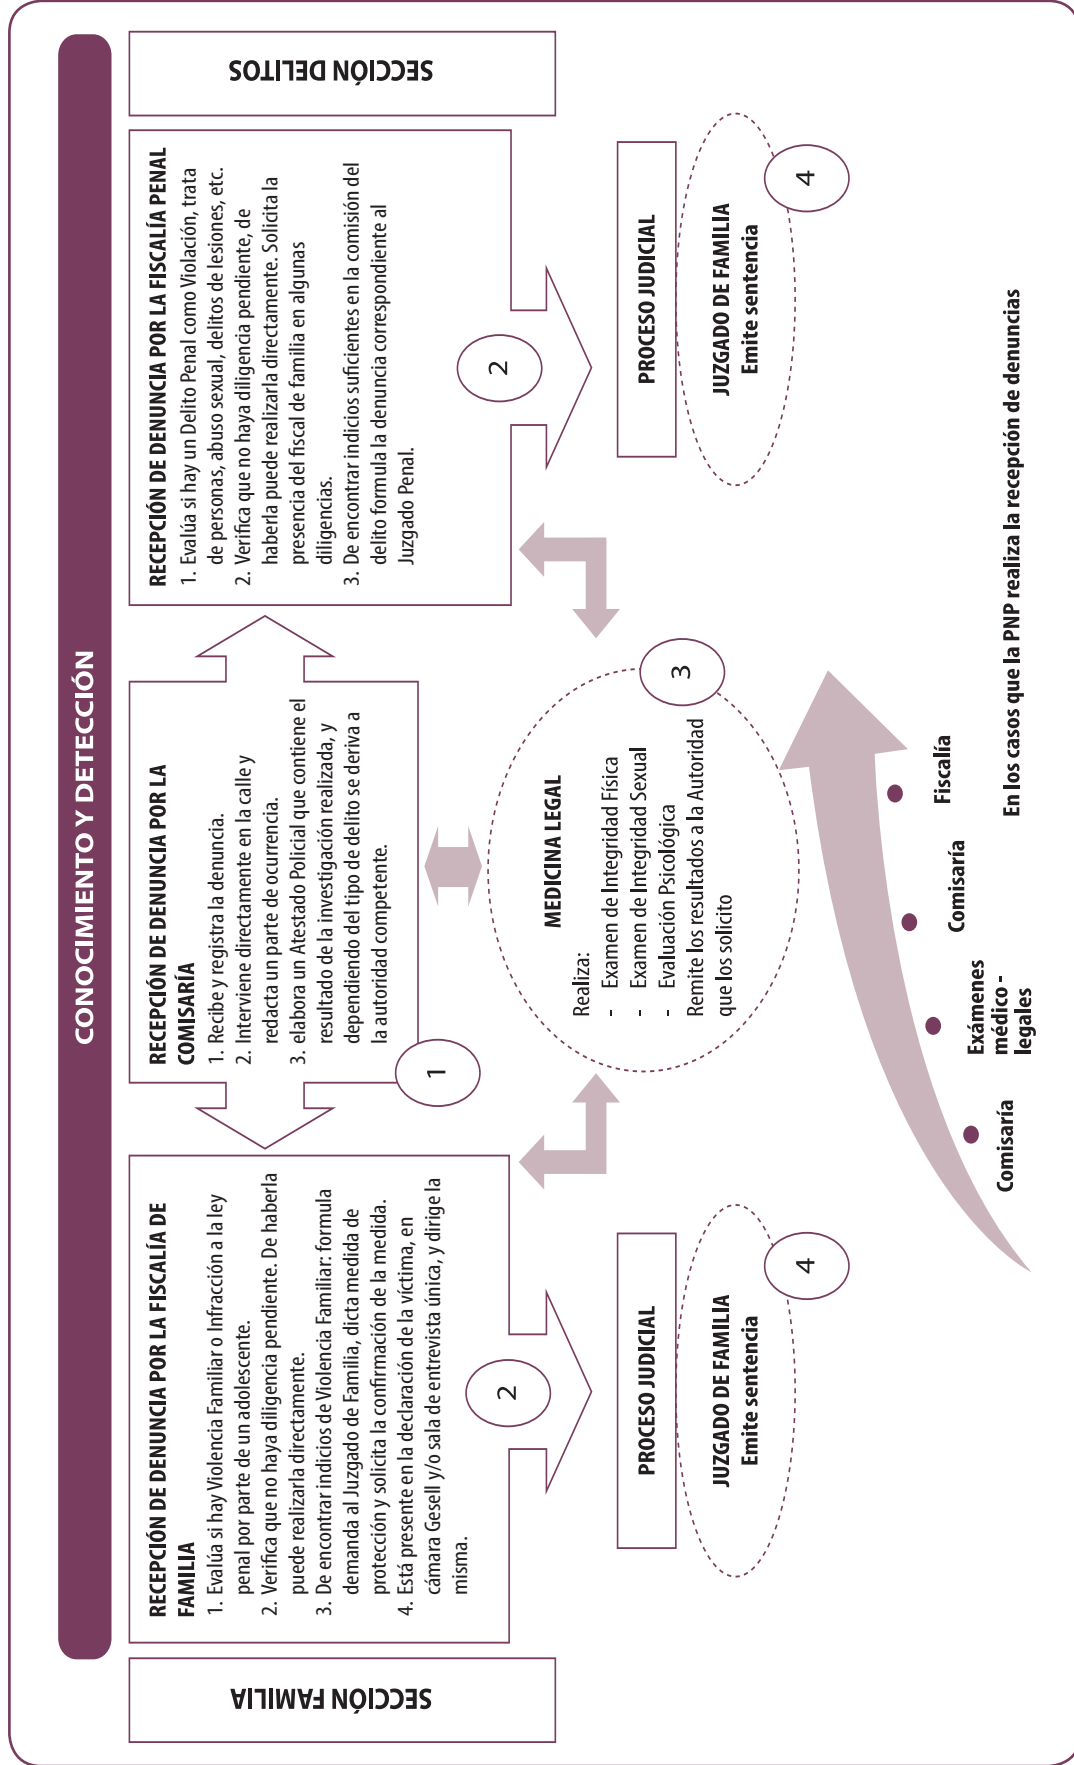 CONOCIMIENTO Y DETECCIÓN
SECCIÓN FAMILIA
RECEPCIÓN DE DENUNCIA POR LA FISCALÍA DE
FAMILIA
1. Evalúa si hay Violencia Familiar o Infracción a la ley
penal por parte de un adolescente.
2. Verifica que no haya diligencia pendiente. De haberla
puede realizarla directamente.
3. De encontrar indicios de Violencia Familiar: formula
demanda al Juzgado de Familia, dicta medida de
protección y solicita la confirmación de la medida.
4. Está presente en la declaración de la víctima, en
cámara Gesell y/o sala de entrevista única, y dirige la
misma.
2
PROCESO JUDICIAL
JUZGADO DE FAMILIA
Emite sentencia
4
RECEPCIÓN DE DENUNCIA POR LA
COMISARÍA
1. Recibe y registra la denuncia.
2. Interviene directamente en la calle y
redacta un parte de ocurrencia.
3. elabora un Atestado Policial que contiene el
resultado de la investigación realizada, y
dependiendo del tipo de delito se deriva a
la autoridad competente.
1
MEDICINA LEGAL
Realiza:
- Examen de Integridad Física
- Examen de Integridad Sexual
- Evaluación Psicológica
Remite los resultados a la Autoridad
que los solicito
3
RECEPCIÓN DE DENUNCIA POR LA FISCALÍA PENAL
1. Evalúa si hay un Delito Penal como Violación, trata
de personas, abuso sexual, delitos de lesiones, etc.
2. Verifica que no haya diligencia pendiente, de
haberla puede realizarla directamente. Solicita la
presencia del fiscal de familia en algunas
diligencias.
3. De encontrar indicios suficientes en la comisión del
delito formula la denuncia correspondiente al
Juzgado Penal.
2
PROCESO JUDICIAL
JUZGADO DE FAMILIA
Emite sentencia
4
SECCIÓN DELITOS
Comisaría
Exámenes
médico -
legales
Comisaría
Fiscalía
En los casos que la PNP realiza la recepción de denuncias